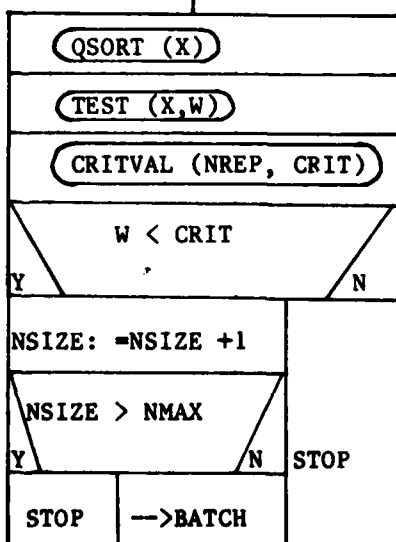 QSORT (X)
TEST (X,W)
CRITVAL (NREP, CRIT)
W < CRIT
Y N
NSIZE: =NSIZE +1
NSIZE > NMAX
Y N STOP
STOP -->BATCH